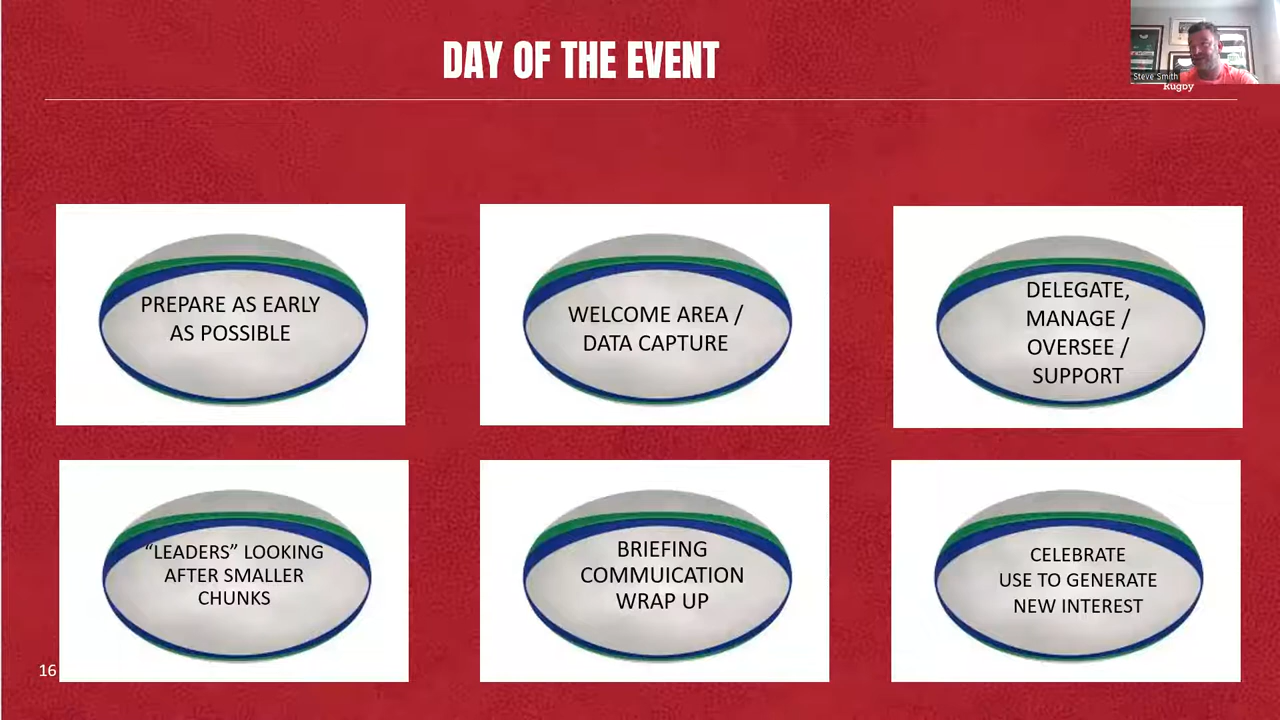 DAY OF THE EVENT
Steve Smith
Rugby
PREPARE AS EARLY
AS POSSIBLE
WELCOME AREA /
DATA CAPTURE
DELEGATE,
MANAGE /
OVERSEE /
SUPPORT
“LEADERS” LOOKING
AFTER SMALLER
CHUNKS
BRIEFING
COMMUICATION
WRAP UP
CELEBRATE
USE TO GENERATE
NEW INTEREST
16